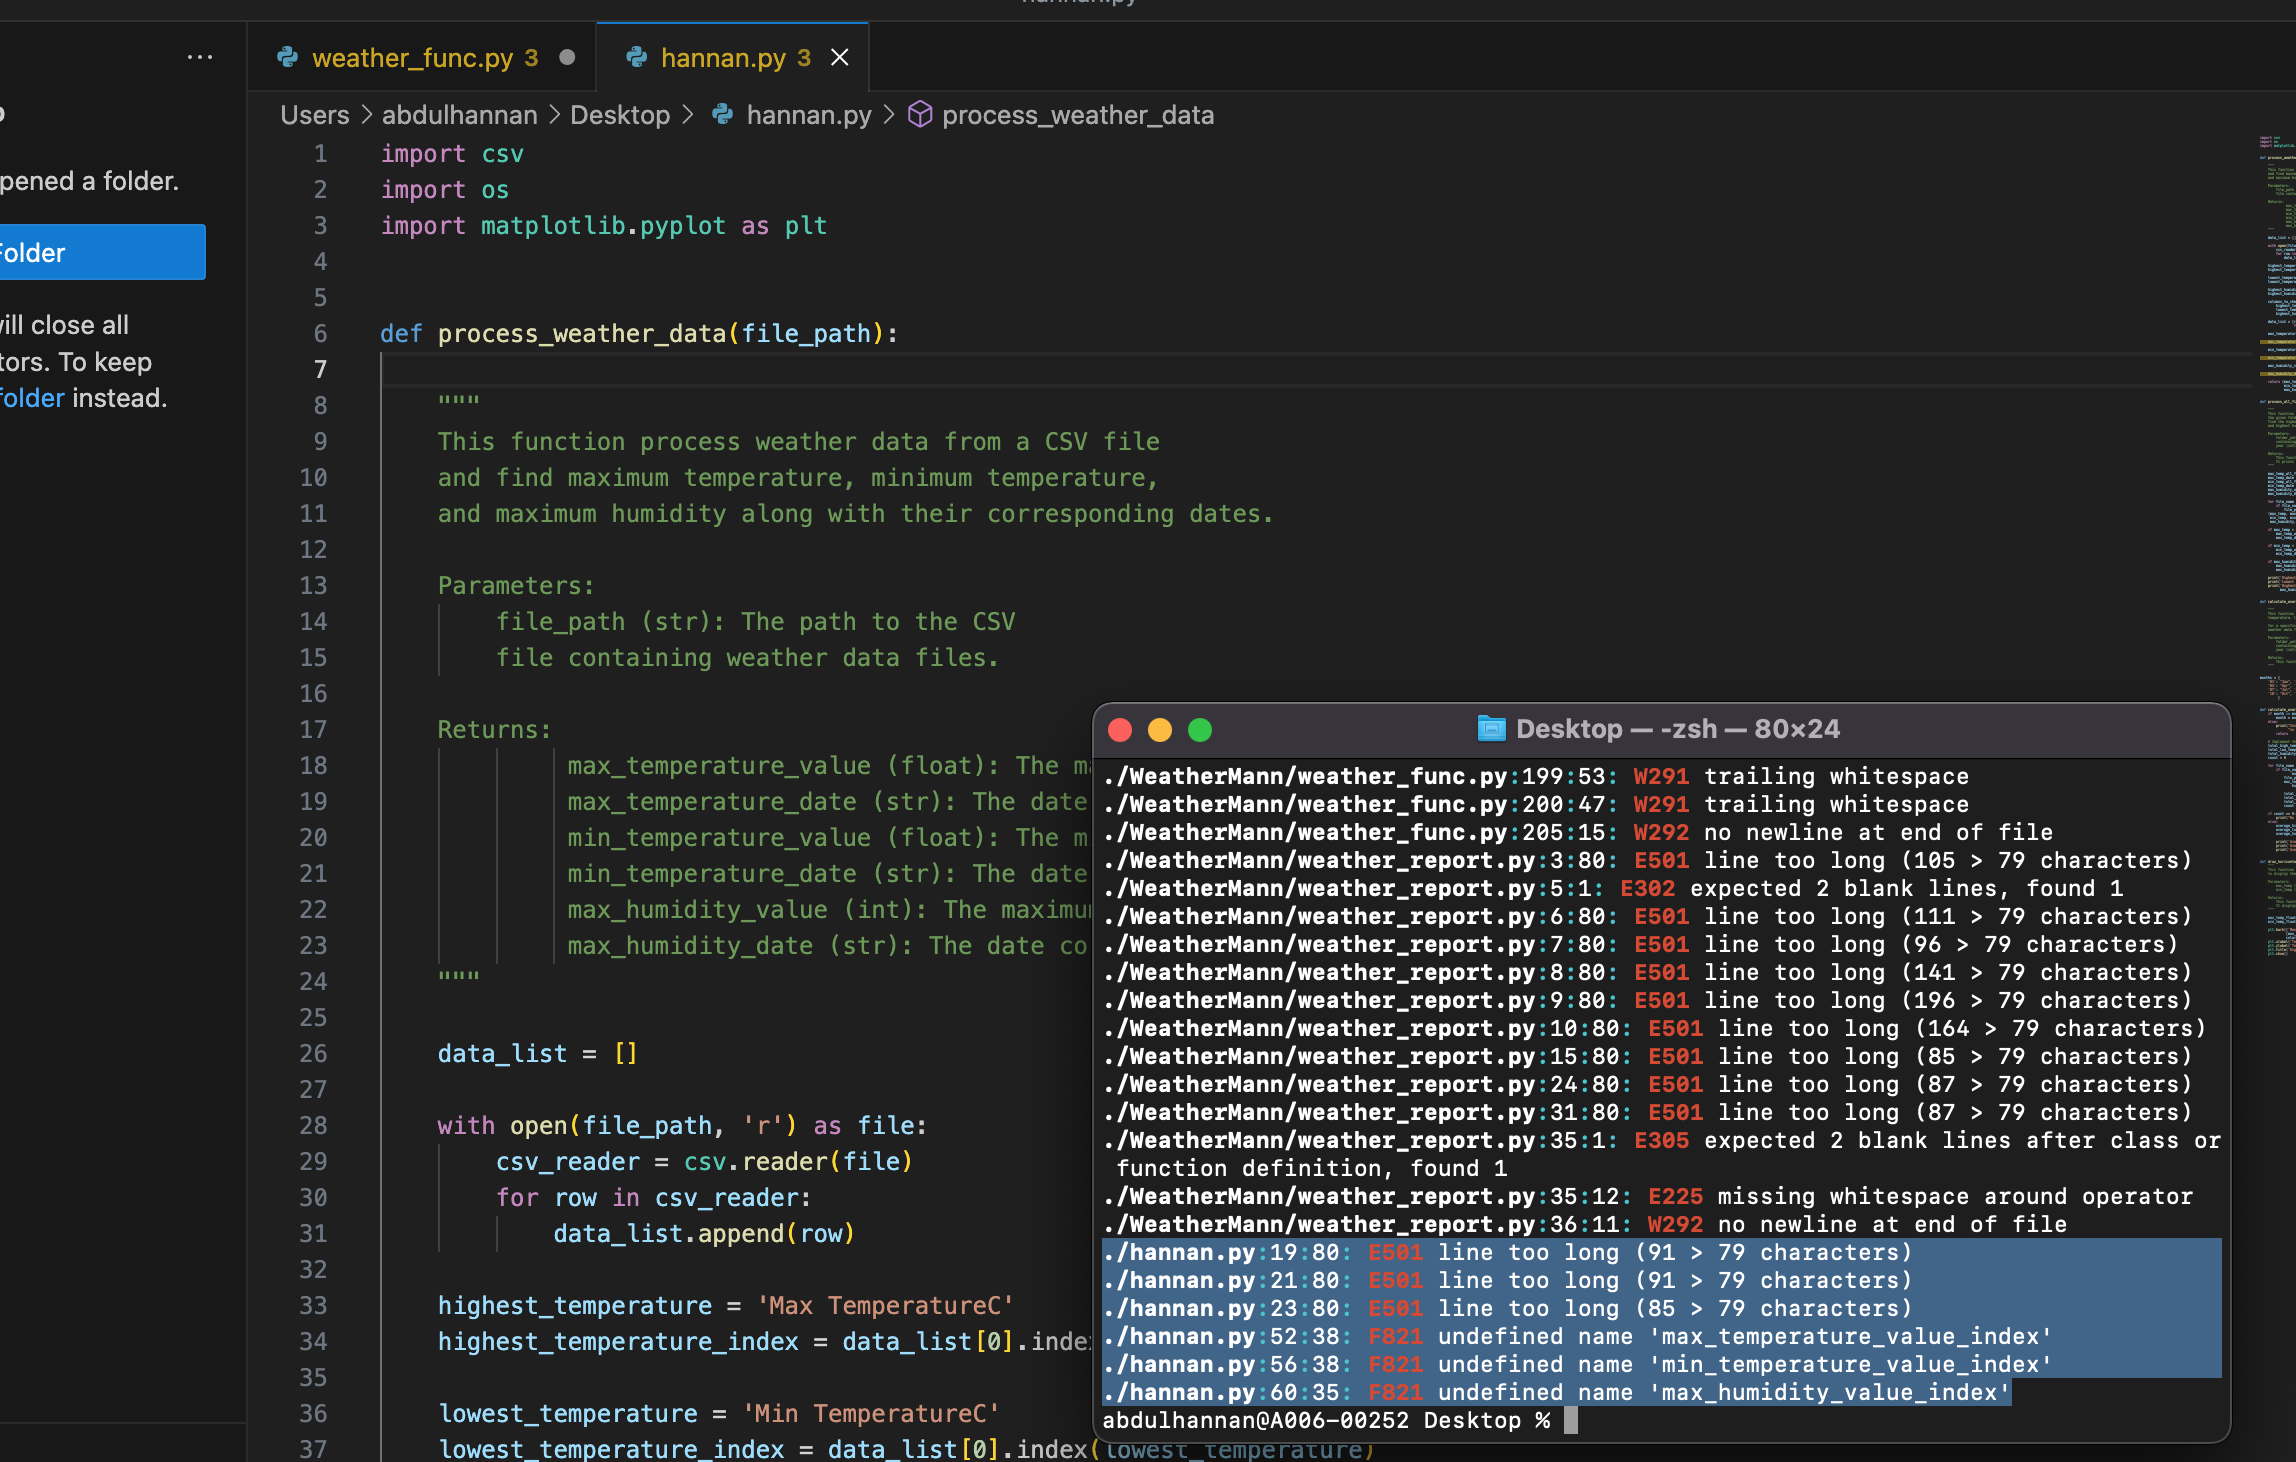 weather_func.py 3
hannan.py 3
Users > abdulhannan > Desktop > hannan.py > process_weather_data
pened a folder.
Folder
ill close all
tors. To keep
folder instead.
1 import csv
2 import os
3 import matplotlib.pyplot as plt
4
5
6 def process_weather_data(file_path):
7
8 """
9 This function process weather data from a CSV file
10 and find maximum temperature, minimum temperature,
11 and maximum humidity along with their corresponding dates.
12
13 Parameters:
14 file_path (str): The path to the CSV
15 file containing weather data files.
16
17 Returns:
18 max_temperature_value (float): The ma
19 max_temperature_date (str): The date
20 min_temperature_value (float): The m
21 min_temperature_date (str): The date
22 max_humidity_value (int): The maximu
23 max_humidity_date (str): The date co
24 """
25
26 data_list = []
27
28 with open(file_path, 'r') as file:
29 csv_reader = csv.reader(file)
30 for row in csv_reader:
31 data_list.append(row)
32
33 highest_temperature = 'Max TemperatureC'
34 highest_temperature_index = data_list[0].index
35
36 lowest_temperature = 'Min TemperatureC'
37 lowest_temperature_index = data_list[0].index(lowest_temperature)
Desktop — -zsh — 80×24
./WeatherMann/weather_func.py:199:53: W291 trailing whitespace
./WeatherMann/weather_func.py:200:47: W291 trailing whitespace
./WeatherMann/weather_func.py:205:15: W292 no newline at end of file
./WeatherMann/weather_report.py:3:80: E501 line too long (105 > 79 characters)
./WeatherMann/weather_report.py:5:1: E302 expected 2 blank lines, found 1
./WeatherMann/weather_report.py:6:80: E501 line too long (111 > 79 characters)
./WeatherMann/weather_report.py:7:80: E501 line too long (96 > 79 characters)
./WeatherMann/weather_report.py:8:80: E501 line too long (141 > 79 characters)
./WeatherMann/weather_report.py:9:80: E501 line too long (196 > 79 characters)
./WeatherMann/weather_report.py:10:80: E501 line too long (164 > 79 characters)
./WeatherMann/weather_report.py:15:80: E501 line too long (85 > 79 characters)
./WeatherMann/weather_report.py:24:80: E501 line too long (87 > 79 characters)
./WeatherMann/weather_report.py:31:80: E501 line too long (87 > 79 characters)
./WeatherMann/weather_report.py:35:1: E305 expected 2 blank lines after class or
function definition, found 1
./WeatherMann/weather_report.py:35:12: E225 missing whitespace around operator
./WeatherMann/weather_report.py:36:11: W292 no newline at end of file
./hannan.py:19:80: E501 line too long (91 > 79 characters)
./hannan.py:21:80: E501 line too long (91 > 79 characters)
./hannan.py:23:80: E501 line too long (85 > 79 characters)
./hannan.py:52:38: F821 undefined name 'max_temperature_value_index'
./hannan.py:56:38: F821 undefined name 'min_temperature_value_index'
./hannan.py:60:35: F821 undefined name 'max_humidity_value_index'
abdulhannan@A006-00252 Desktop %